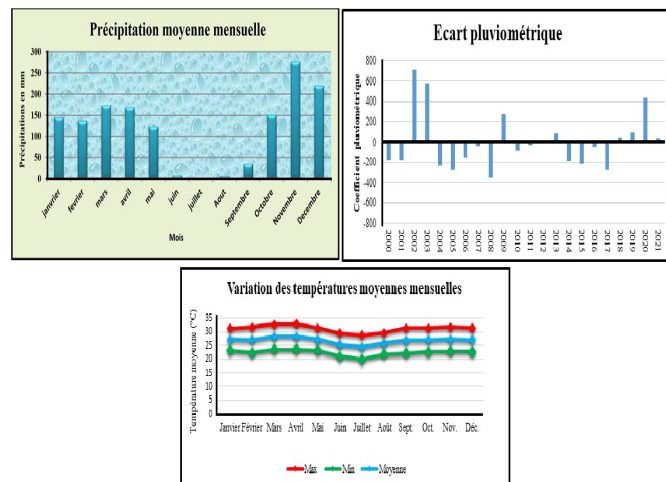 Précipitation moyenne mensuelle
Précipitations en mm
300
250
200
150
100
50
0
janvrier
fevrier
mars
avril
mai
juin
juillet
Aout
Septembre
Octobre
Novembre
Decembre
Mois
Ecart pluviométrique
Coefficient pluviométrique
800
600
400
200
0
-200
-400
-600
-800
2000
2001
2002
2003
2004
2005
2006
2007
2008
2009
2010
2011
2012
2013
2014
2015
2016
2017
2018
2019
2020
2021
Variation des températures moyennes mensuelles
Température moyenne (°C)
35
30
25
20
15
10
5
0
Janvier Février Mars Avril Mai Juin Juillet Août Sept. Oct. Nov. Déc.
Max Min Moyenne